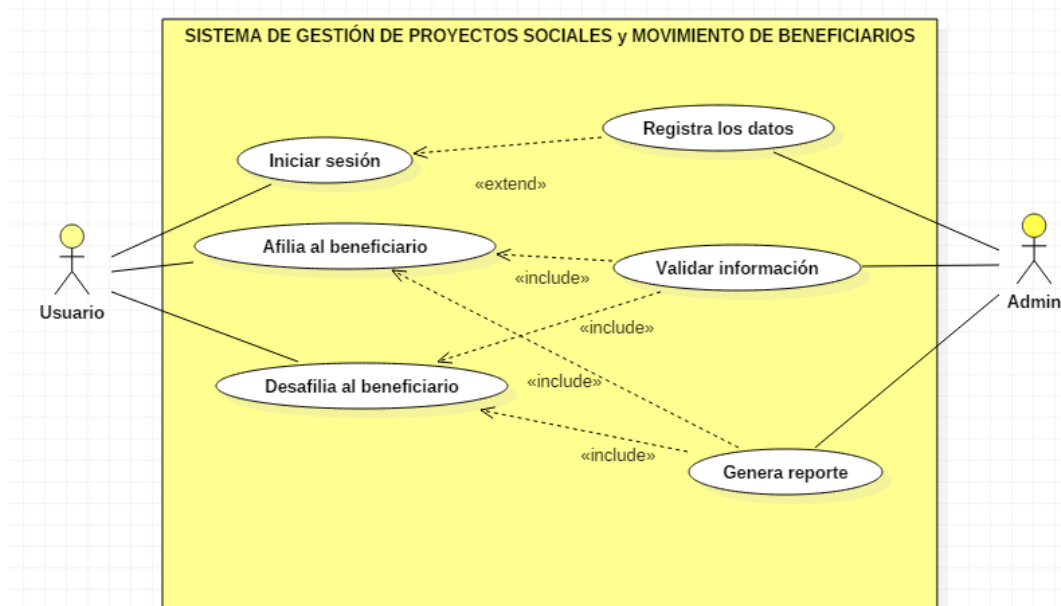 SISTEMA DE GESTIÓN DE PROYECTOS SOCIALES y MOVIMIENTO DE BENEFICIARIOS
Registra los datos
Iniciar sesión
«extend»
Afilia al beneficiario
Validar información
«include»
Usuario
Admin
«include»
Desafilia al beneficiario
«include»
«include»
Genera reporte